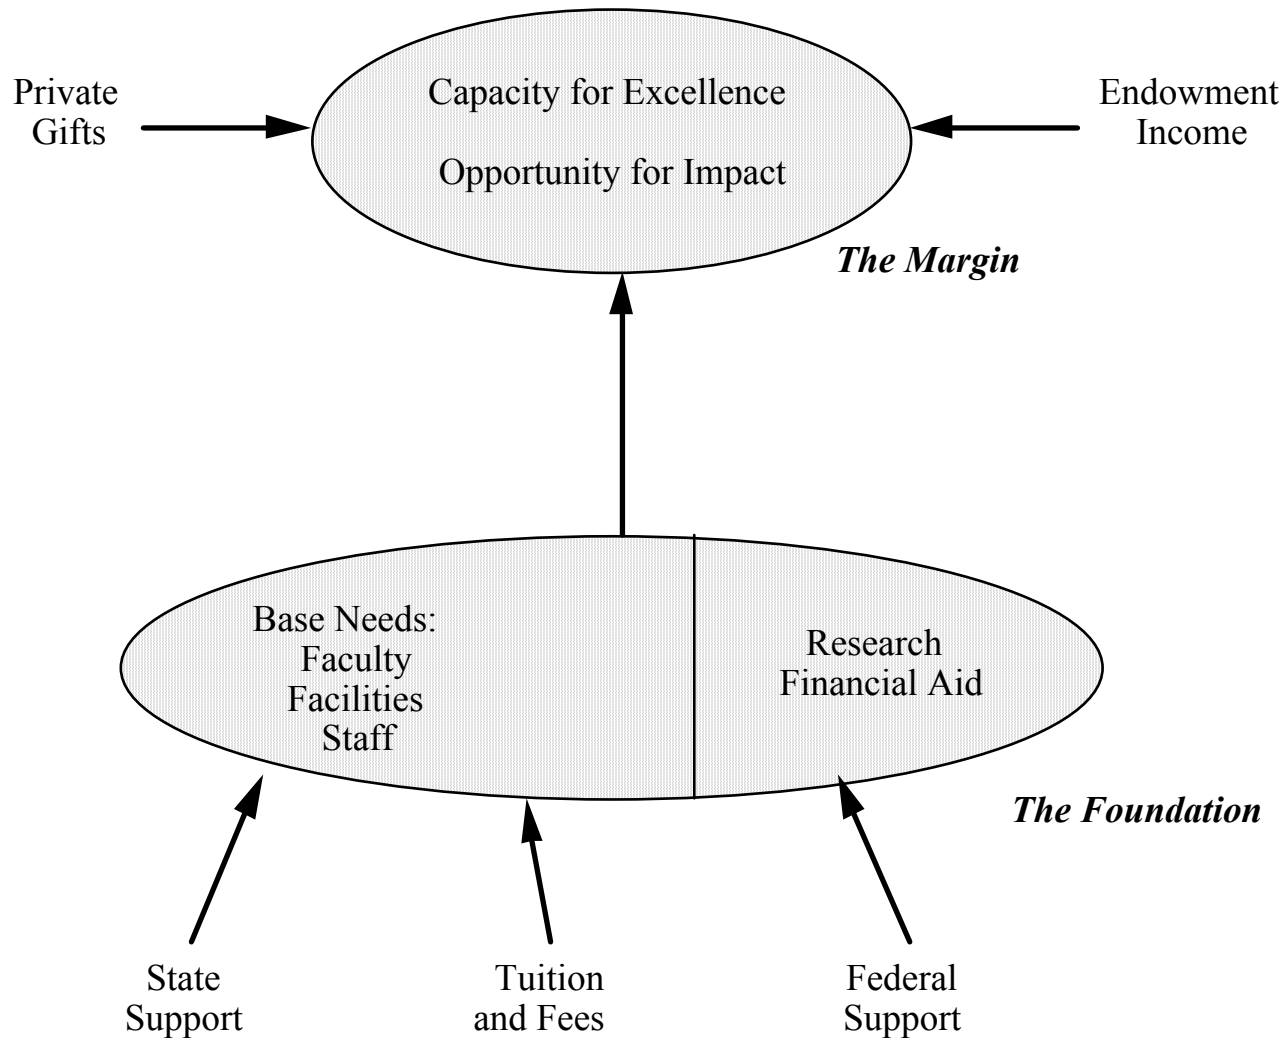 Private
Gifts
Capacity for Excellence
Opportunity for Impact
Endowment
Income
The Margin
Base Needs:
Faculty
Facilities
Staff
Research
Financial Aid
The Foundation
State
Support
Tuition
and Fees
Federal
Support